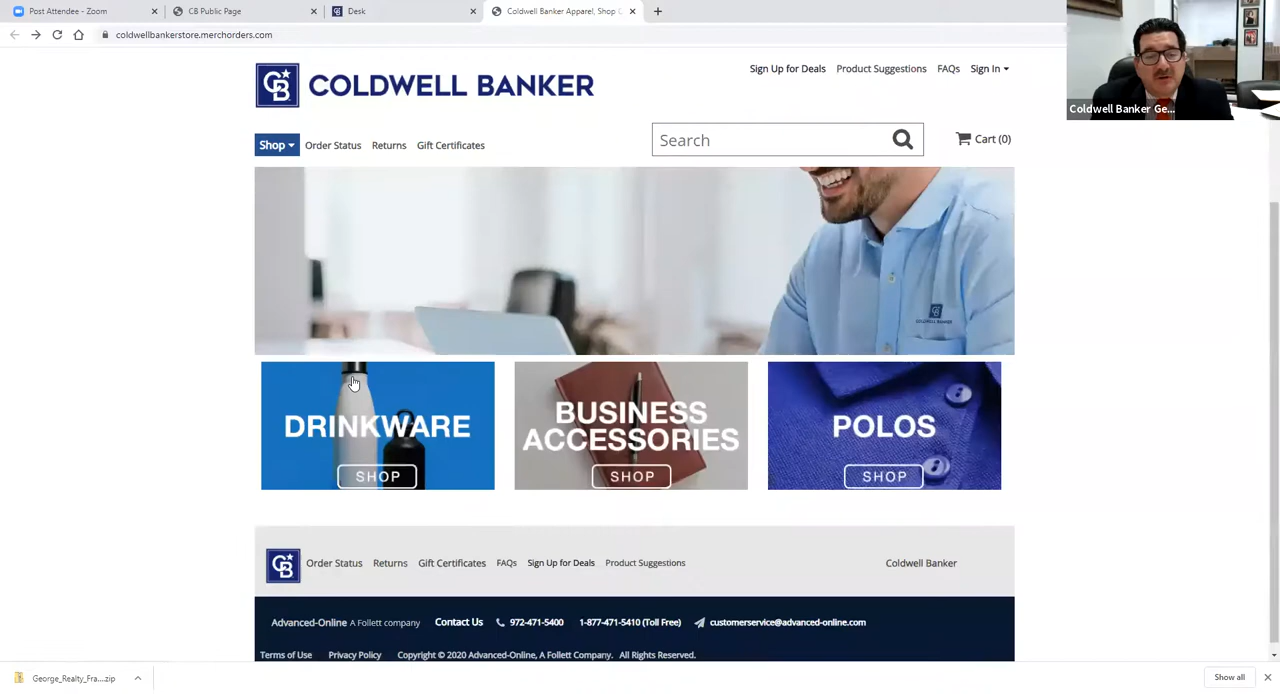 Post Attendee - Zoom
CB Public Page
Desk
Coldwell Banker Apparel, Shop
coldwellbankerstore.merchorders.com
COLDWELL BANKER
Sign Up for Deals
Product Suggestions
FAQs
Sign In
Coldwell Banker Ge...
Shop
Order Status
Returns
Gift Certificates
Search
Cart (0)
COLDWELL BANKER
DRINKWARE
SHOP
BUSINESS
ACCESSORIES
SHOP
POLOS
SHOP
Order Status
Returns
Gift Certificates
FAQs
Sign Up for Deals
Product Suggestions
Coldwell Banker
Advanced-Online A Follett company
Contact Us
972-471-5400
1-877-471-5410 (Toll Free)
customerservice@advanced-online.com
Terms of Use
Privacy Policy
Copyright © 2020 Advanced-Online, A Follett Company. All Rights Reserved.
George_Realty_Fra....zip
Show all